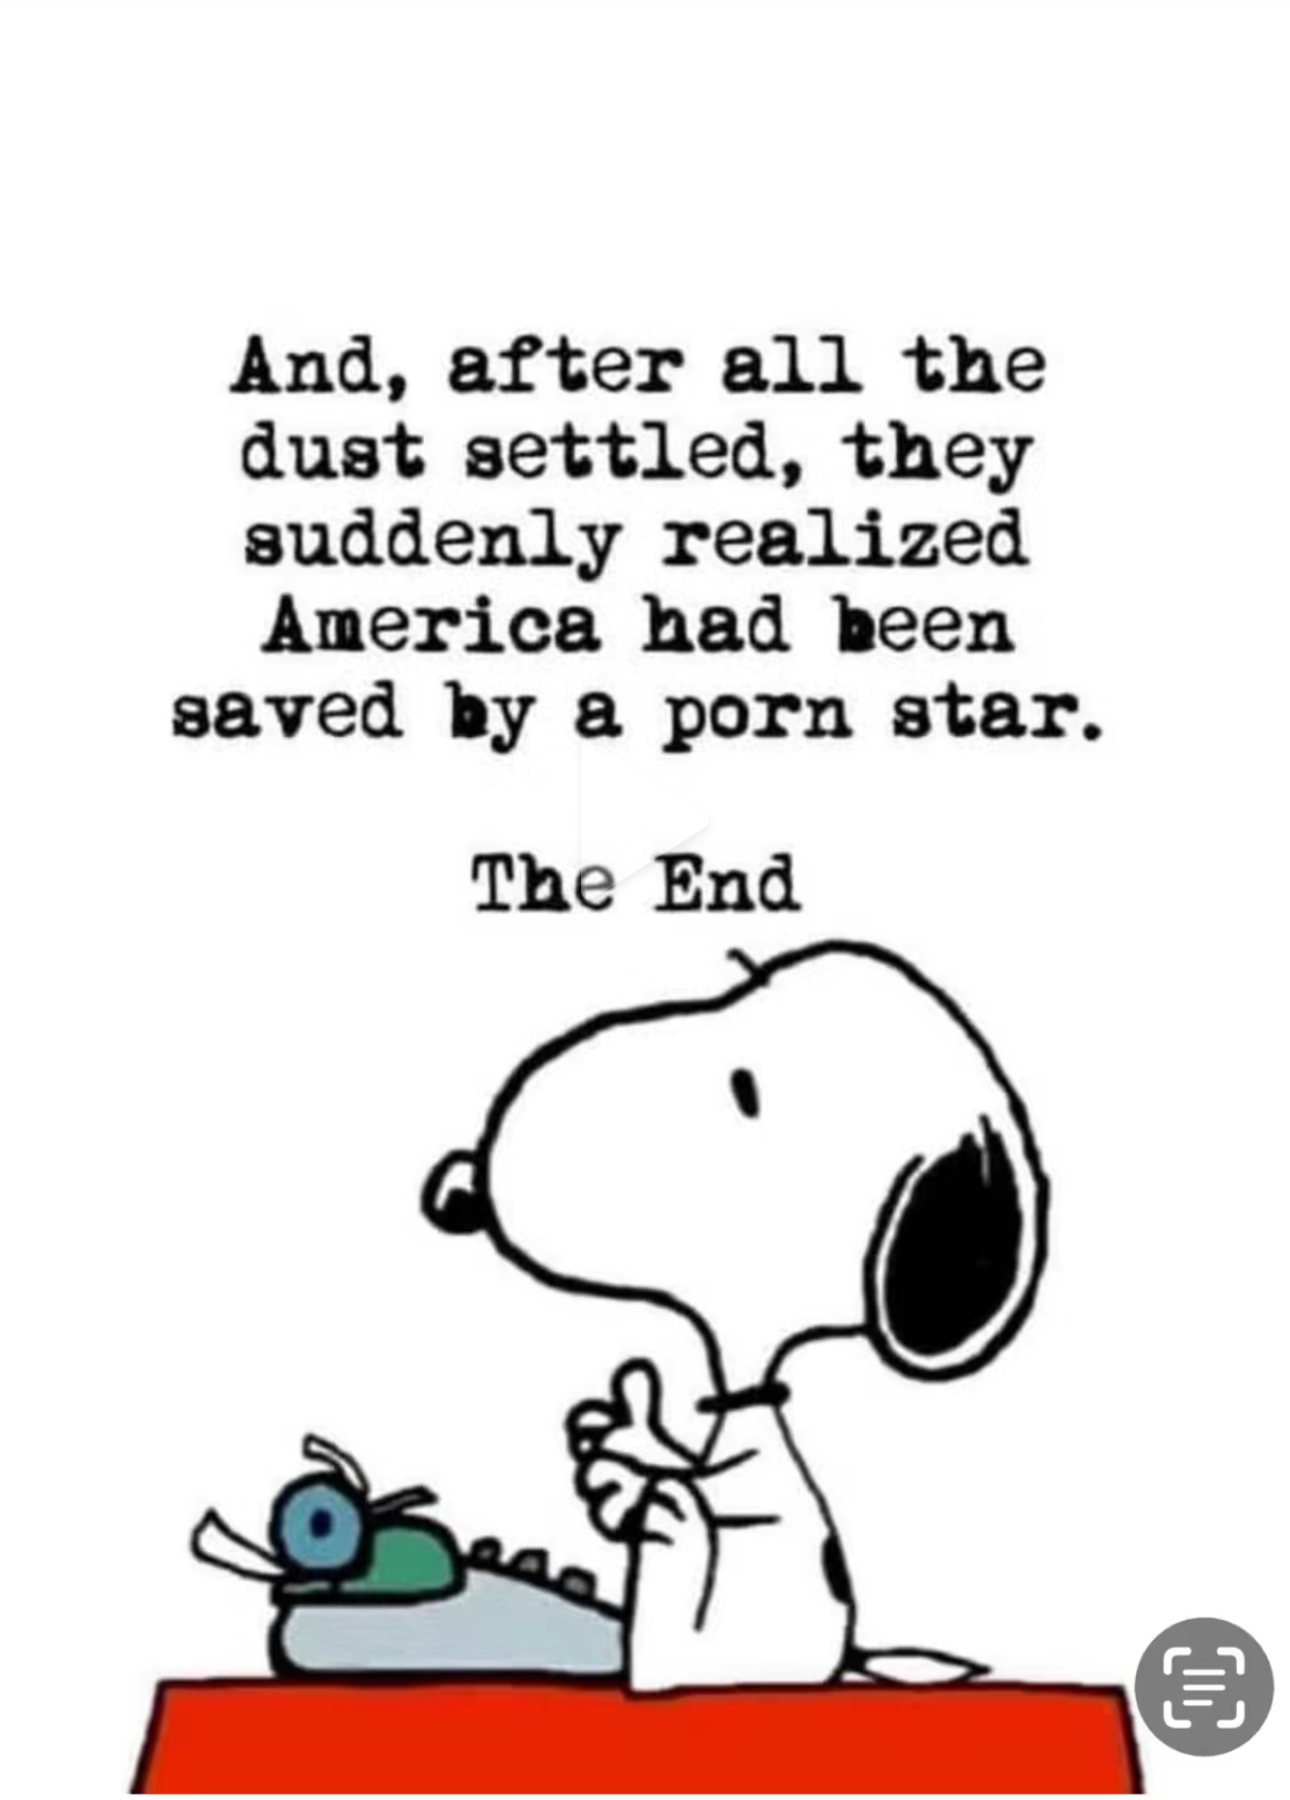 And, after all the
dust settled, they
suddenly realized
America had been
saved by a porn star.
The End